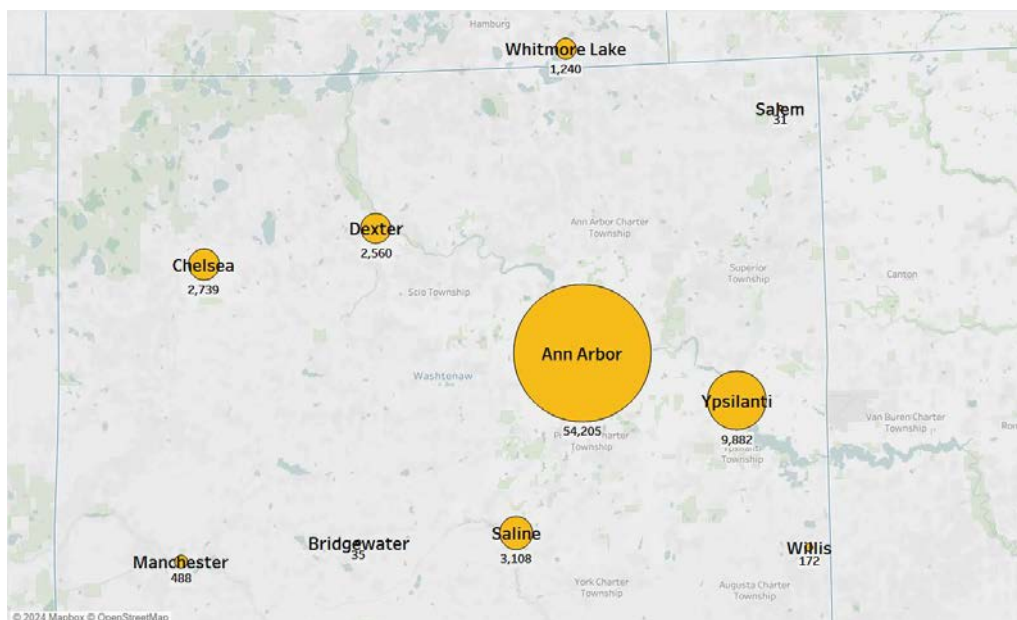 Hamburg
Whitmore Lake
1,240
Salem
31
Dexter
2,560
Ann Arbor Charter
Township
Chelsea
2,739
Superior
Township
Canton
Scio Township
Ann Arbor
54,205
Washtenaw
Ypsilanti
9,882
Township
Van Buren Charter
Township
Charter
Township
Saline
3,108
Bridgewater
35
Manchester
488
Willis
172
York Charter
Township
Augusta Charter
Township
© 2024 Mapbox © OpenStreetMap